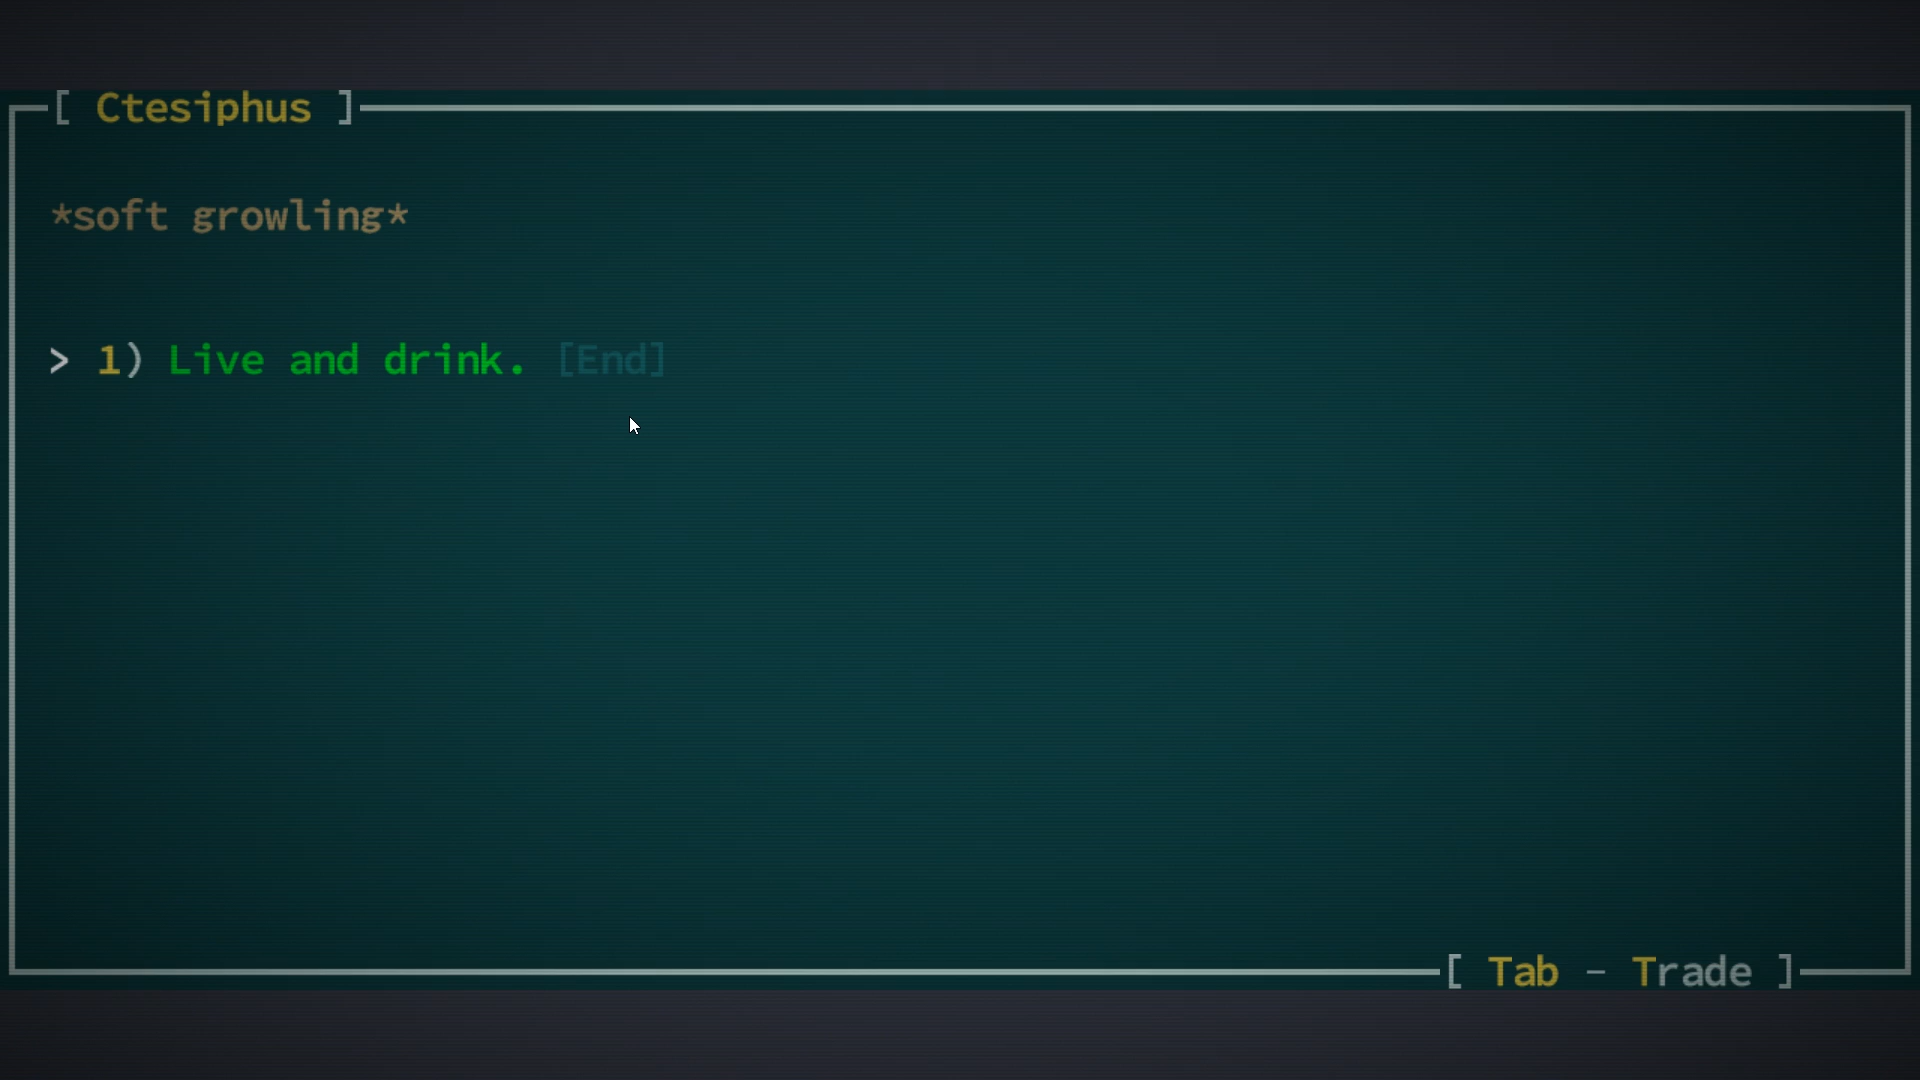 [ Ctesiphus ]
*soft growling*
> 1) Live and drink. [End]
[ Tab - Trade ]